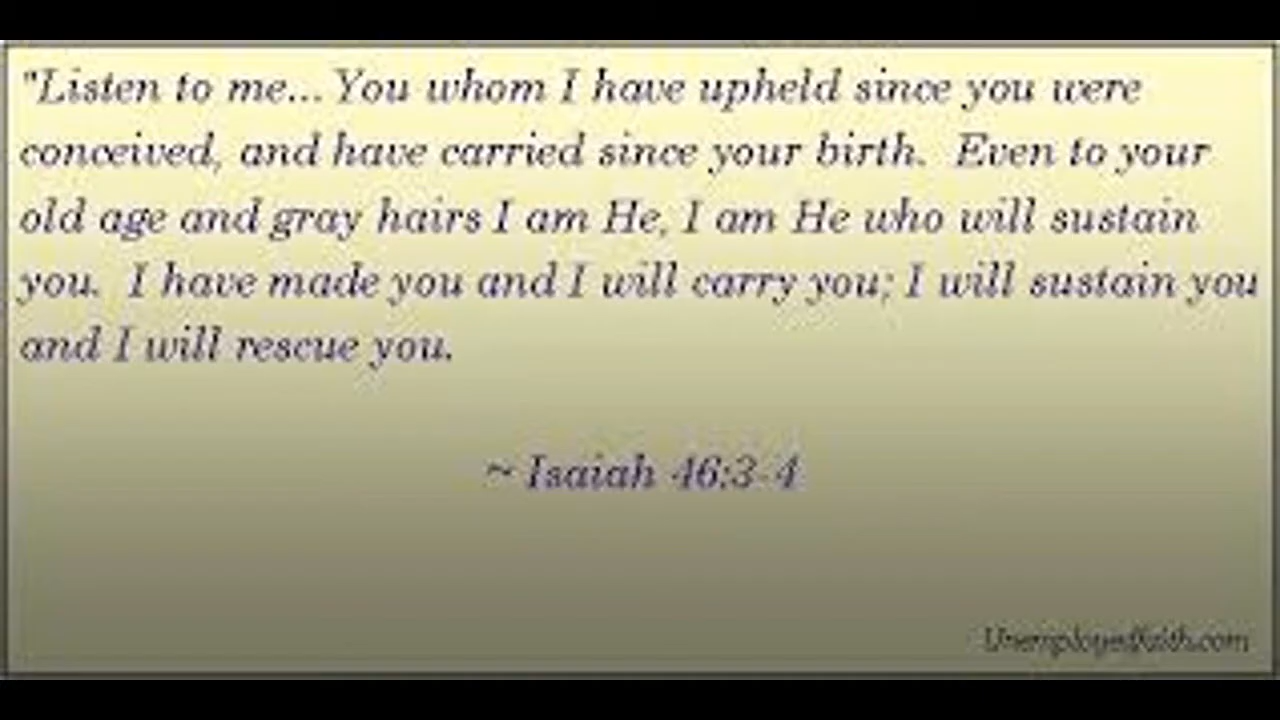 "Listen to me... You whom I have upheld since you were
conceived, and have carried since your birth. Even to your
old age and gray hairs I am He, I am He who will sustain
you. I have made you and I will carry you; I will sustain you
and I will rescue you.
~ Isaiah 46:3-4
Unemployedfaith.com